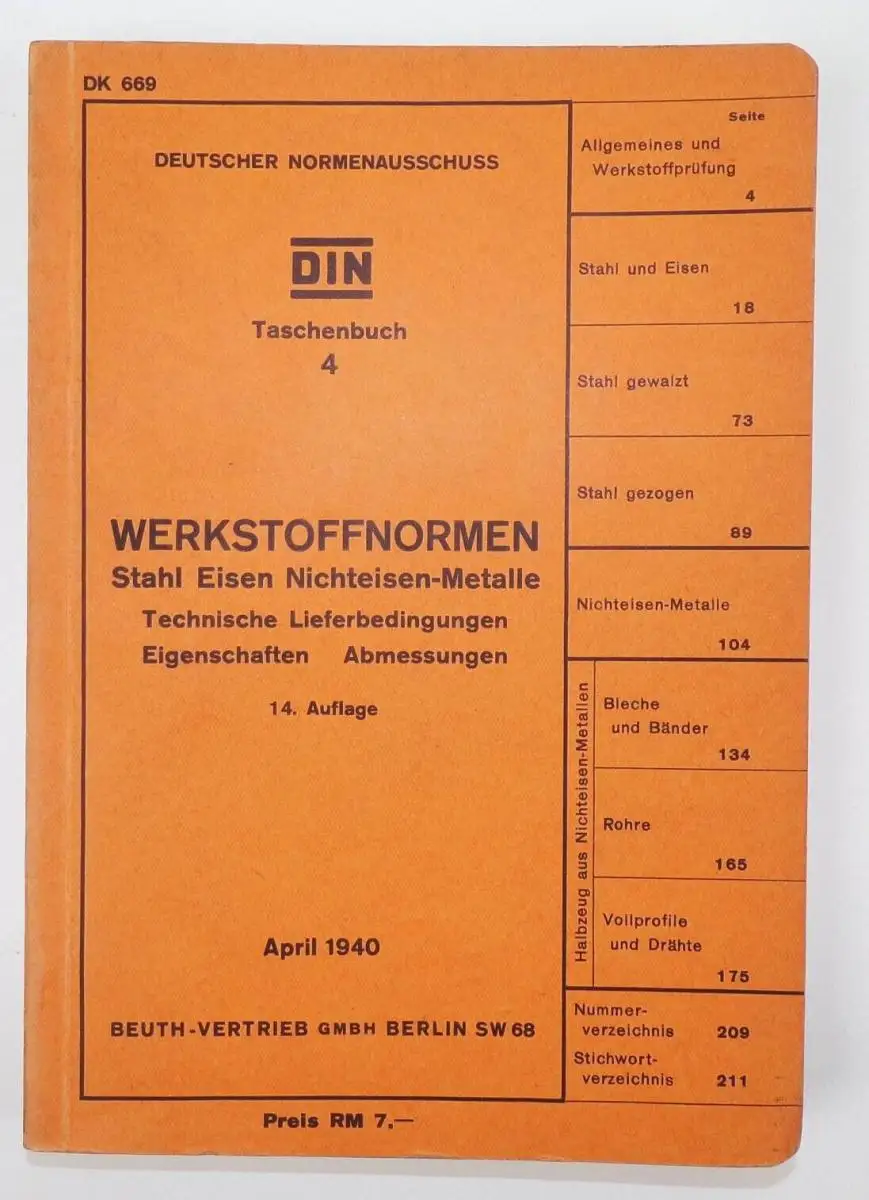 DK 669
DEUTSCHER NORMENAUSSCHUSS
DIN
Taschenbuch
4
WERKSTOFFNORMEN
Stahl Eisen Nichteisen-Metalle
Technische Lieferbedingungen
Eigenschaften Abmessungen
14. Auflage
April 1940
BEUTH-VERTRIEB GMBH BERLIN SW 68
Preis RM 7.—
Seite
Allgemeines und
Werkstoffprüfung
4
Stahl und Eisen
18
Stahl gewalzt
73
Stahl gezogen
89
Nichteisen-Metalle
104
Halbzeug aus Nichteisen-Metallen
Bleche
und Bänder
134
Rohre
165
Vollprofile
und Drähte
175
Nummer-
verzeichnis 209
Stichwort-
verzeichnis 211